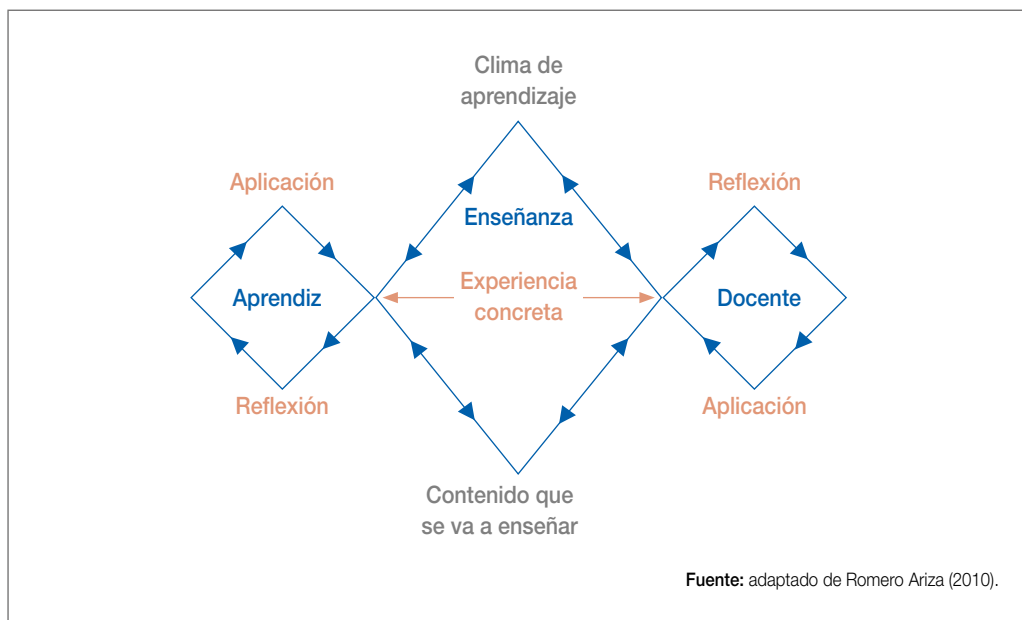 Clima de
aprendizaje
Aplicación
Reflexión
Enseñanza
Aprendiz
Experiencia
concreta
Docente
Reflexión
Aplicación
Contenido que
se va a enseñar
Fuente: adaptado de Romero Ariza (2010).